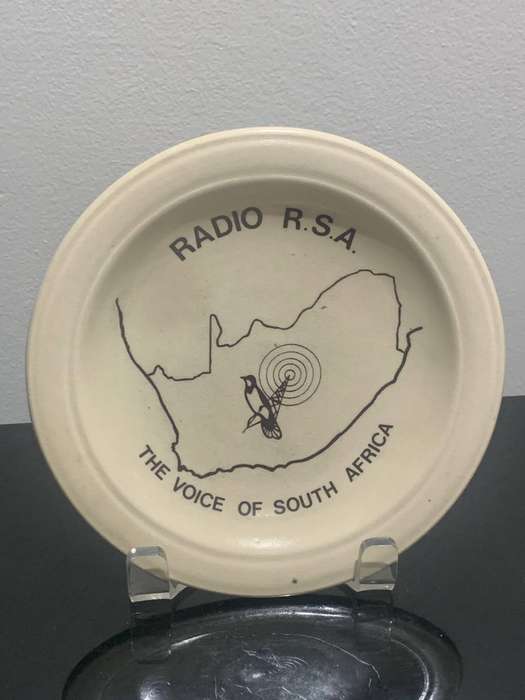 RADIO R.S.A.
THE VOICE OF SOUTH AFRICA